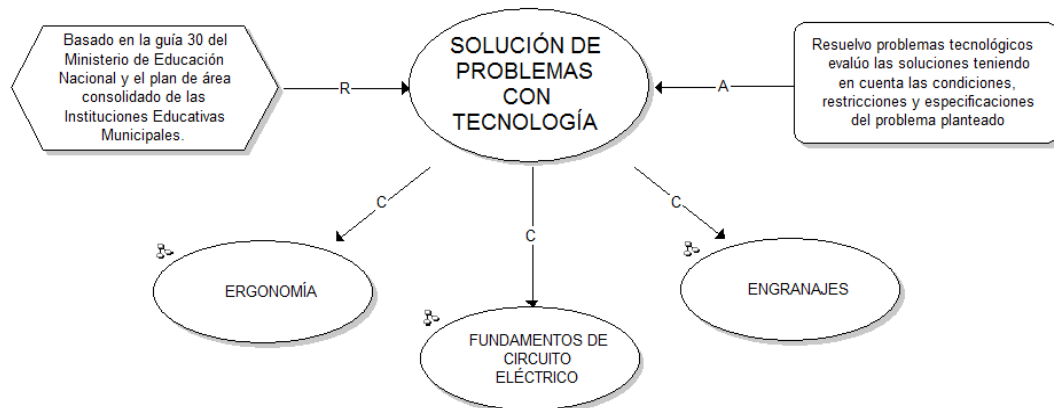 Basado en la guía 30 del
Ministerio de Educación
Nacional y el plan de área
consolidado de las
Instituciones Educativas
Municipales.
R
SOLUCIÓN DE
PROBLEMAS
CON
TECNOLOGÍA
A
Resuelvo problemas tecnológicos
evalúo las soluciones teniendo
en cuenta las condiciones,
restricciones y especificaciones
del problema planteado
C
C
C
ERGONOMÍA
FUNDAMENTOS DE
CIRCUITO
ELÉCTRICO
ENGRANAJES